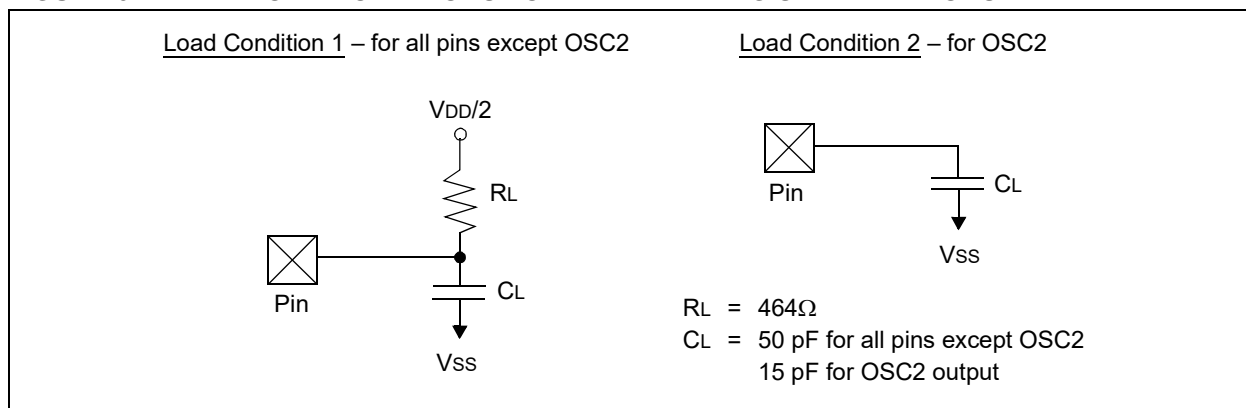 Load Condition 1 – for all pins except OSC2
Load Condition 2 – for OSC2
VDD/2
RL
Pin
CL
VSS
Pin
CL
VSS
RL = 464Ω
CL = 50 pF for all pins except OSC2
15 pF for OSC2 output